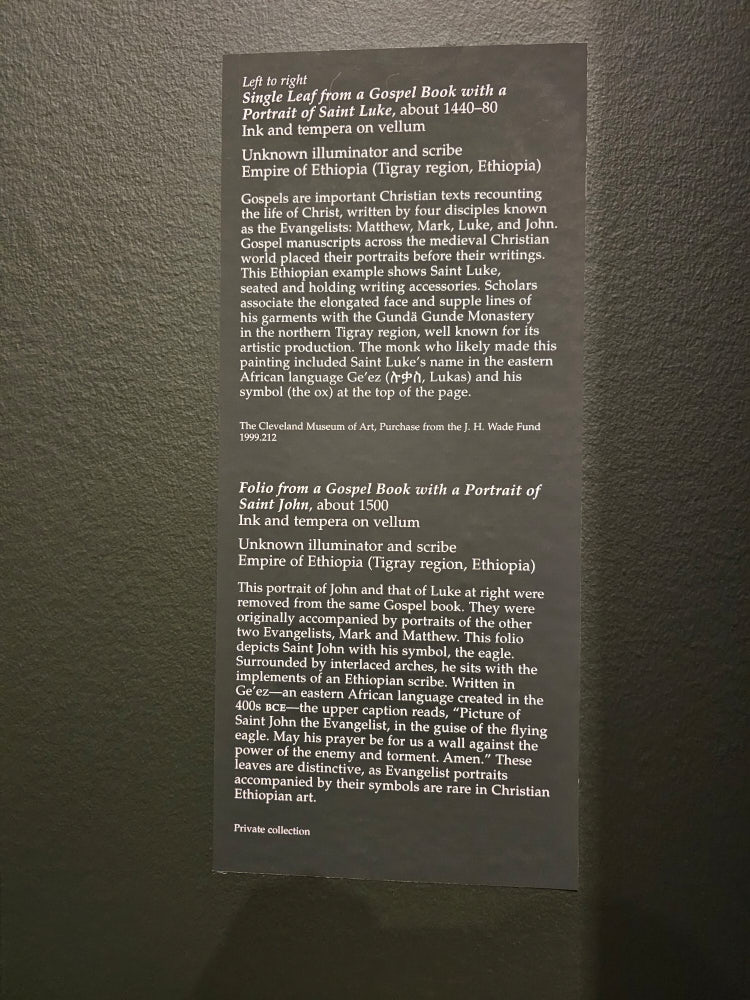 Left to right
Single Leaf from a Gospel Book with a
Portrait of Saint Luke, about 1440–80
Ink and tempera on vellum
Unknown illuminator and scribe
Empire of Ethiopia (Tigray region, Ethiopia)
Gospels are important Christian texts recounting
the life of Christ, written by four disciples known
as the Evangelists: Matthew, Mark, Luke, and John.
Gospel manuscripts across the medieval Christian
world placed their portraits before their writings.
This Ethiopian example shows Saint Luke,
seated and holding writing accessories. Scholars
associate the elongated face and supple lines of
his garments with the Gundä Gunde Monastery
in the northern Tigray region, well known for its
artistic production. The monk who likely made this
painting included Saint Luke's name in the eastern
African language Ge'ez (ሉቃስ, Lukas) and his
symbol (the ox) at the top of the page.
The Cleveland Museum of Art, Purchase from the J. H. Wade Fund
1999.212
Folio from a Gospel Book with a Portrait of
Saint John, about 1500
Ink and tempera on vellum
Unknown illuminator and scribe
Empire of Ethiopia (Tigray region, Ethiopia)
This portrait of John and that of Luke at right were
removed from the same Gospel book. They were
originally accompanied by portraits of the other
two Evangelists, Mark and Matthew. This folio
depicts Saint John with his symbol, the eagle.
Surrounded by interlaced arches, he sits with the
implements of an Ethiopian scribe. Written in
Ge'ez—an eastern African language created in the
400s BCE—the upper caption reads, “Picture of
Saint John the Evangelist, in the guise of the flying
eagle. May his prayer be for us a wall against the
power of the enemy and torment. Amen.” These
leaves are distinctive, as Evangelist portraits
accompanied by their symbols are rare in Christian
Ethiopian art.
Private collection